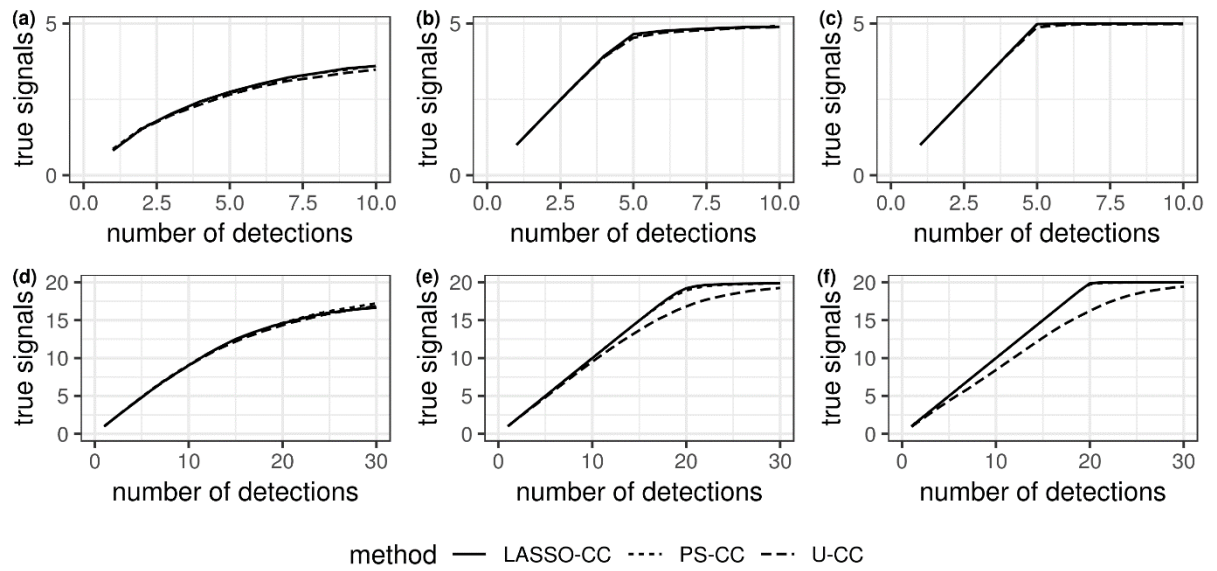 (a) (b) (c)
5 5 5
0 0 0
true signals true signals true signals
0.0 2.5 5.0 7.5 10.0 0.0 2.5 5.0 7.5 10.0 0.0 2.5 5.0 7.5 10.0
number of detections number of detections number of detections
(d) (e) (f)
20 20 20
15 15 15
10 10 10
5 5 5
0 0 0
true signals true signals true signals
0 10 20 30 0 10 20 30 0 10 20 30
number of detections number of detections number of detections
method LASSO-CC PS-CC U-CC